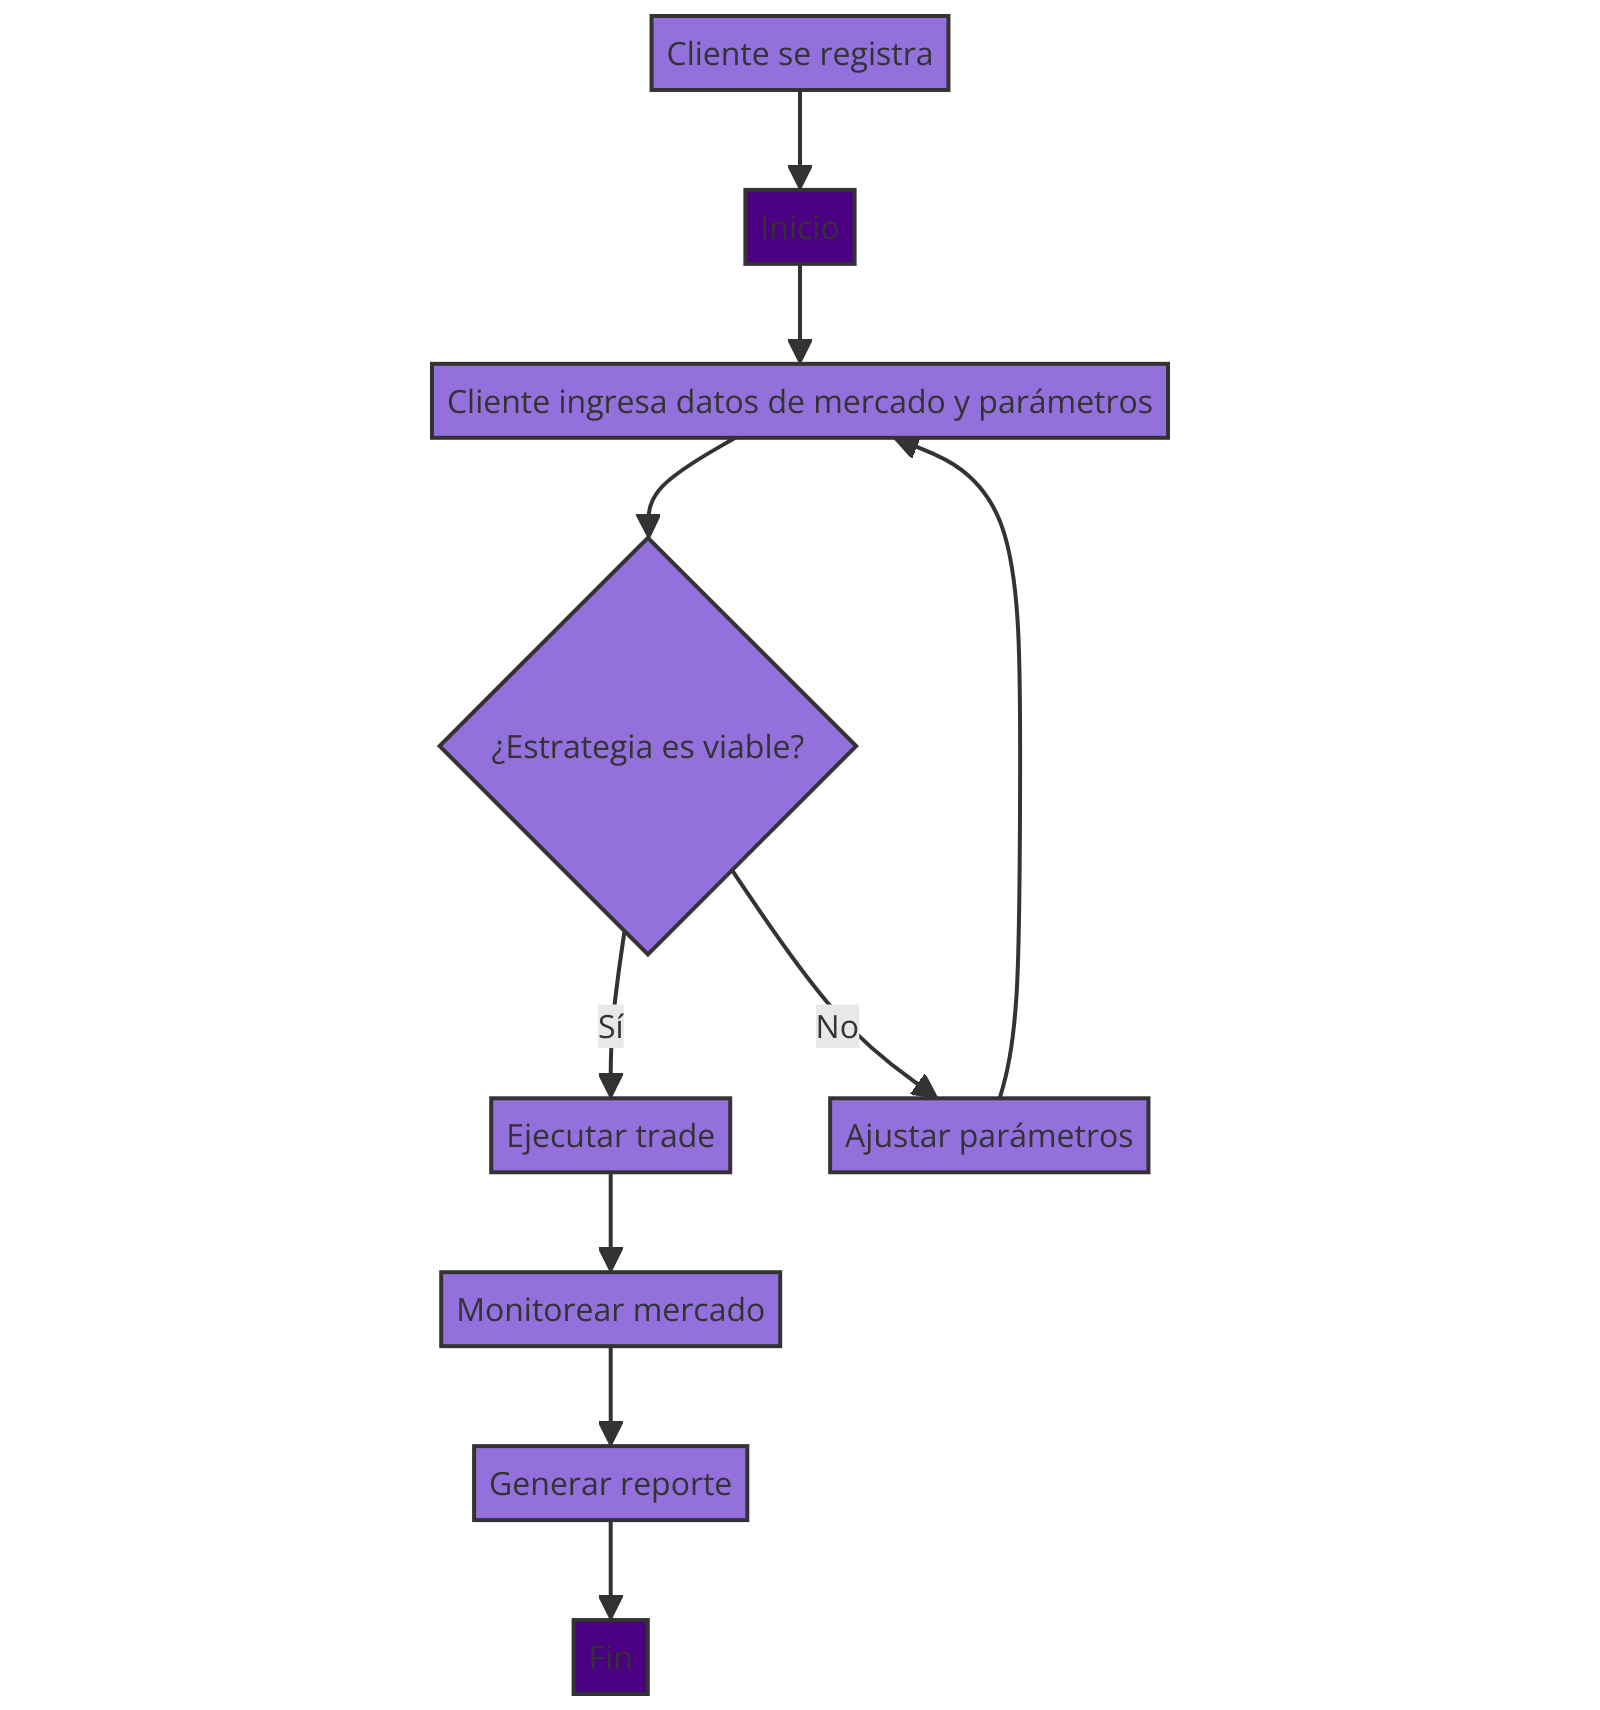 Cliente se registra
Inicio
Cliente ingresa datos de mercado y parámetros
¿Estrategia es viable?
Sí
No
Ejecutar trade
Ajustar parámetros
Monitorear mercado
Generar reporte
Fin